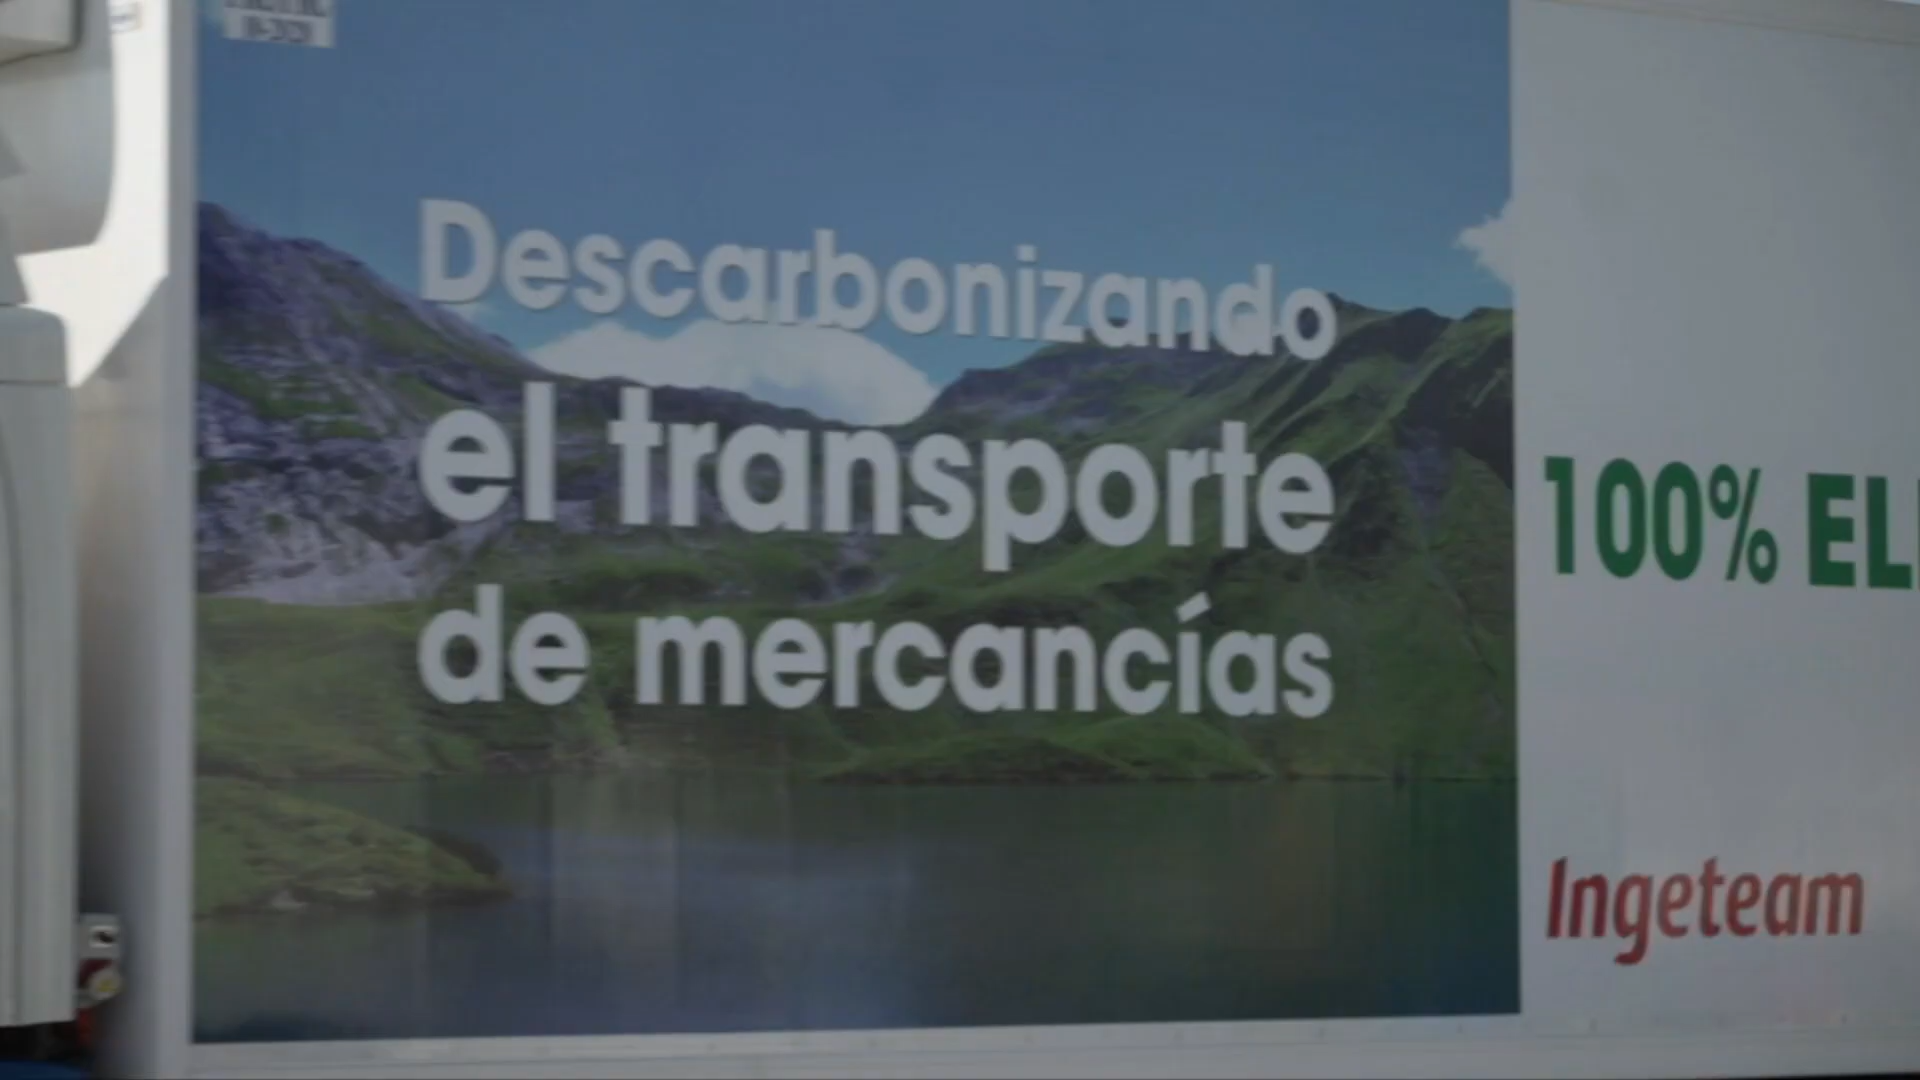 Descarbonizando
el transporte
de mercancías
100% EL
Ingeteam